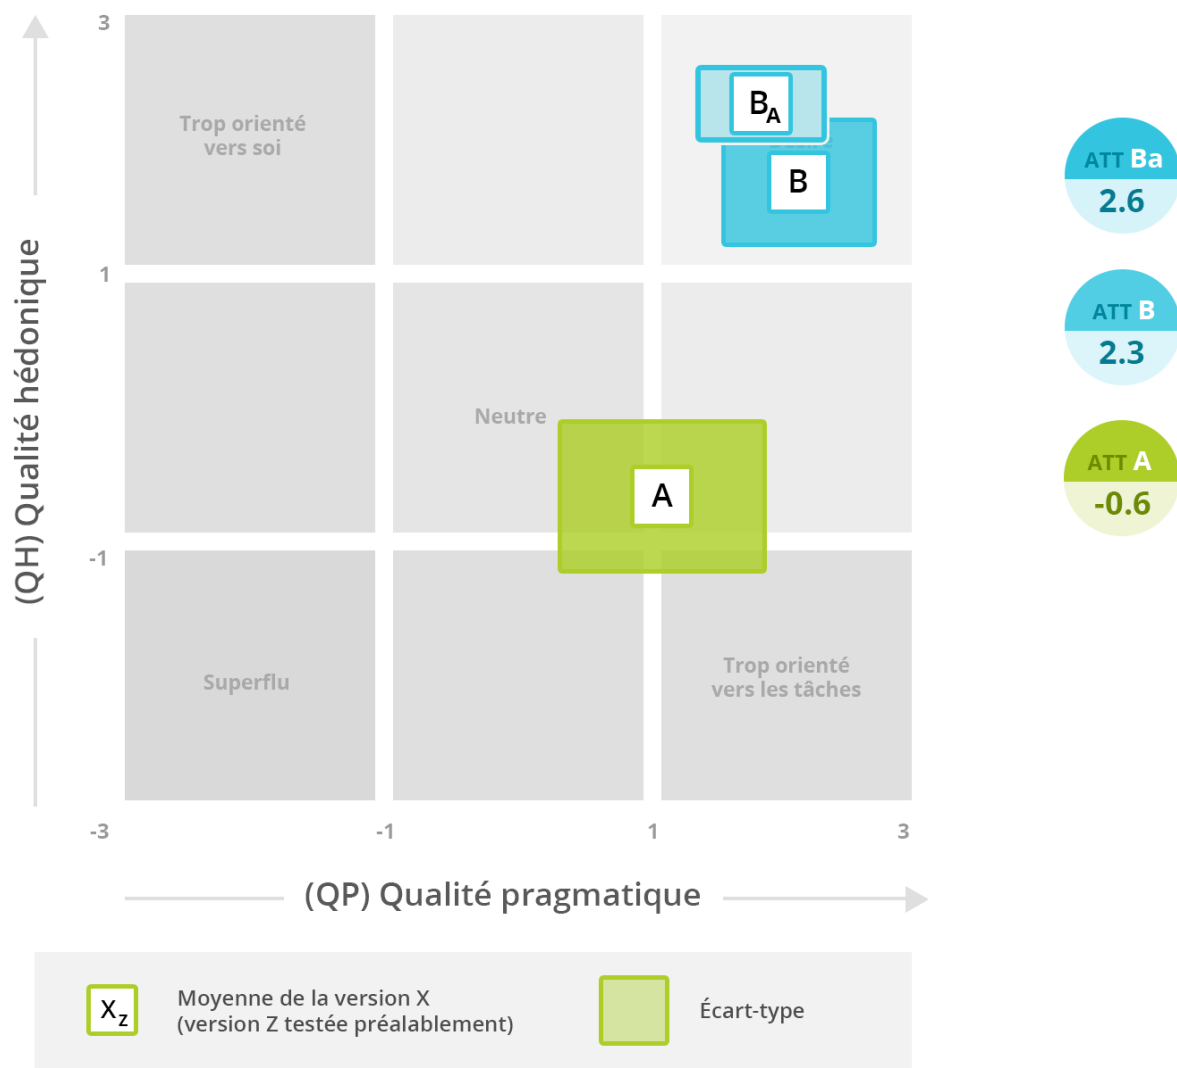 3
Trop orienté
vers soi
B A
B
ATT Ba
2.6
1
ATT B
2.3
(QH) Qualité hédonique
Neutre
A
ATT A
-0.6
-1
Superflu
Trop orienté
vers les tâches
-3
-1
1
3
(QP) Qualité pragmatique
X Z
Moyenne de la version X
(version Z testée préalablement)
Écart-type